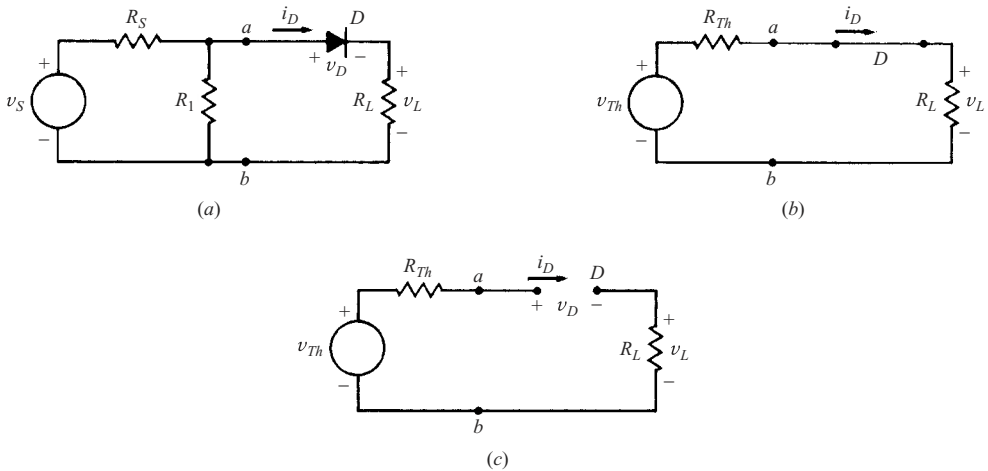 R_S a i_D D
+ v_D −
+ v_S −
R_1
R_L + v_L −
b
(a)
R_Th a i_D
D
+ v_Th −
R_L + v_L −
b
(b)
R_Th a i_D D
+ v_D −
+ v_Th −
R_L + v_L −
b
(c)